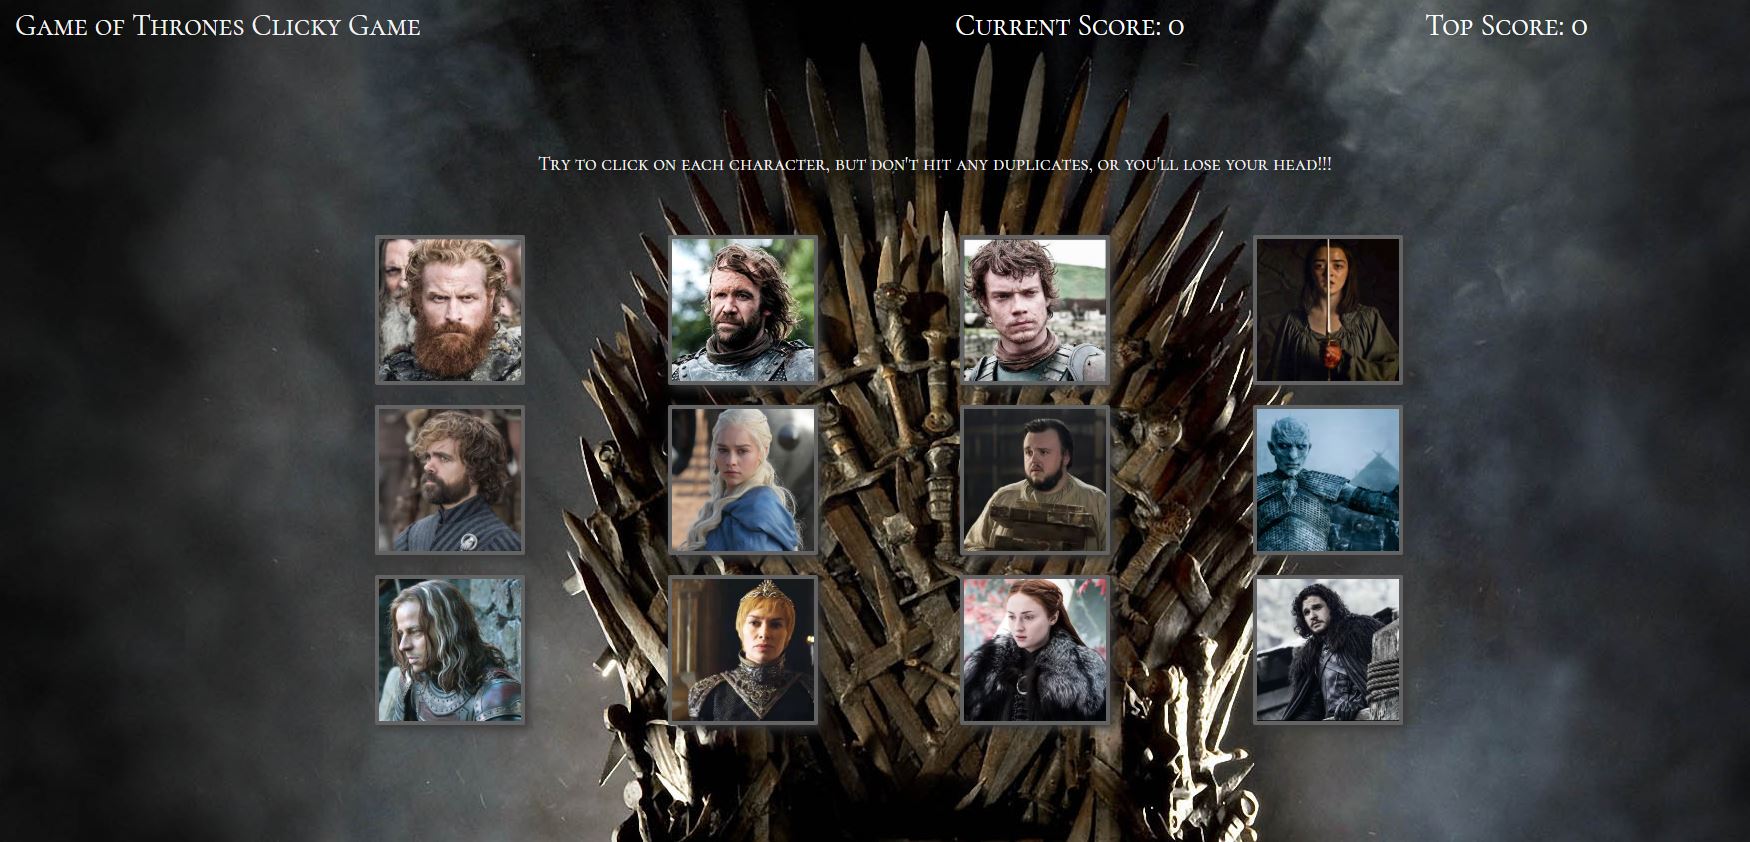 Game of Thrones Clicky Game
Current Score: 0
Top Score: 0
Try to click on each character, but don't hit any duplicates, or you'll lose your head!!!